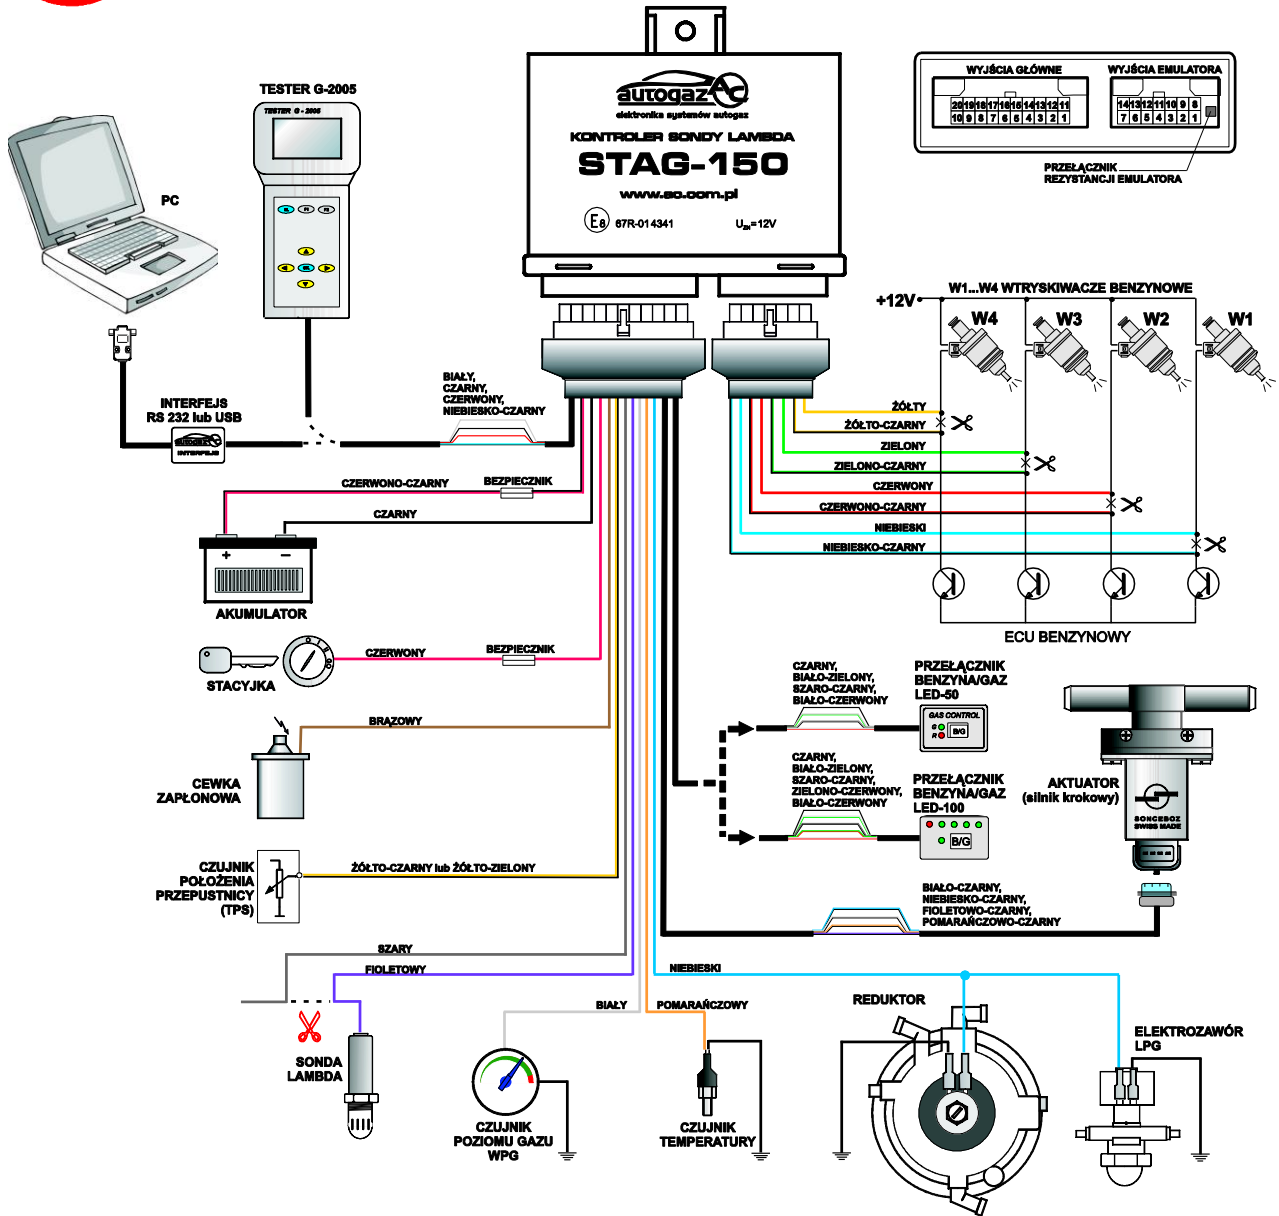 autogaz AC
elektronika systemów autogaz
KONTROLER SONDY LAMBDA
STAG-150
www.ac.com.pl
E8 67R-01 4341
Uzas=12V
WYJŚCIA GŁÓWNE
20 19 18 17 16 15 14 13 12 11
10 9 8 7 6 5 4 3 2 1
WYJŚCIA EMULATORA
14 13 12 11 10 9 8
7 6 5 4 3 2 1
PRZEŁĄCZNIK
REZYSTANCJI EMULATORA
TESTER G-2005
TESTER G - 2005
PC
INTERFEJS
RS 232 lub USB
autogaz AC
INTERFEJS
BIAŁY,
CZARNY,
CZERWONY,
NIEBIESKO-CZARNY
CZERWONO-CZARNY
BEZPIECZNIK
CZARNY
+ −
AKUMULATOR
CZERWONY
BEZPIECZNIK
STACYJKA
BRĄZOWY
CEWKA
ZAPŁONOWA
CZUJNIK
POŁOŻENIA
PRZEPUSTNICY
(TPS)
ŻÓŁTO-CZARNY lub ŻÓŁTO-ZIELONY
SZARY
FIOLETOWY
SONDA
LAMBDA
BIAŁY
CZUJNIK
POZIOMU GAZU
WPG
POMARAŃCZOWY
CZUJNIK
TEMPERATURY
NIEBIESKI
REDUKTOR
ELEKTROZAWÓR
LPG
W1...W4 WTRYSKIWACZE BENZYNOWE
+12V
W4
W3
W2
W1
ŻÓŁTY
ŻÓŁTO-CZARNY
ZIELONY
ZIELONO-CZARNY
CZERWONY
CZERWONO-CZARNY
NIEBIESKI
NIEBIESKO-CZARNY
ECU BENZYNOWY
CZARNY,
BIAŁO-ZIELONY,
SZARO-CZARNY,
BIAŁO-CZERWONY
PRZEŁĄCZNIK
BENZYNA/GAZ
LED-50
GAS CONTROL
G
R
B/G
CZARNY,
BIAŁO-ZIELONY,
SZARO-CZARNY,
ZIELONO-CZERWONY,
BIAŁO-CZERWONY
PRZEŁĄCZNIK
BENZYNA/GAZ
LED-100
B/G
AKTUATOR
(silnik krokowy)
SONCEBOZ
SWISS MADE
BIAŁO-CZARNY,
NIEBIESKO-CZARNY,
FIOLETOWO-CZARNY,
POMARAŃCZOWO-CZARNY